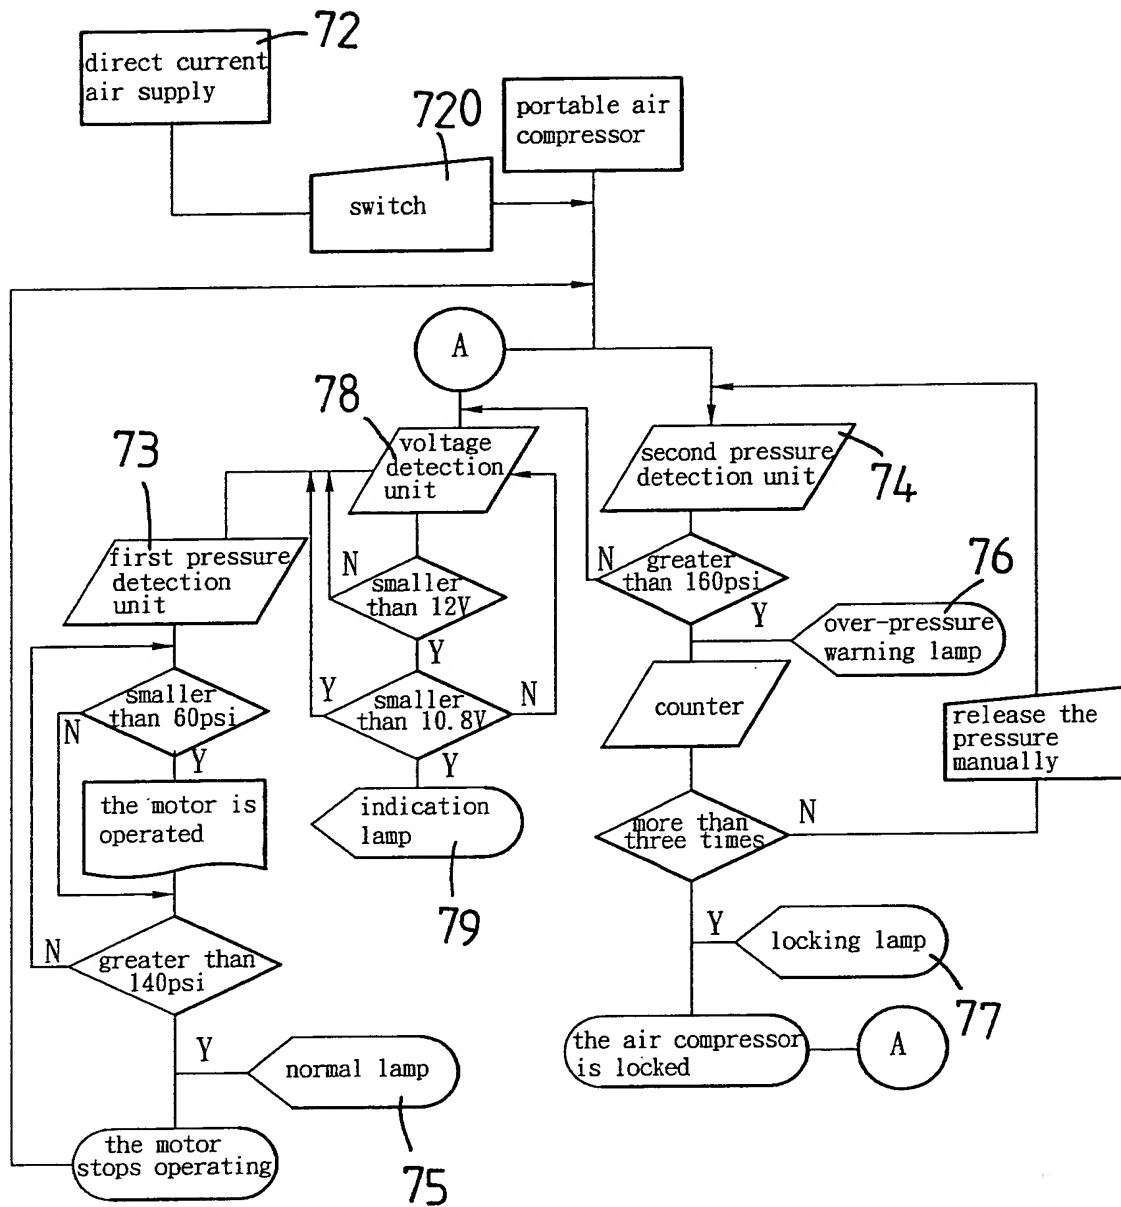 72
direct current
air supply
720
portable air
compressor
switch
A
78
voltage
detection
unit
73
second pressure
detection unit
74
first pressure
detection
unit
N
smaller
than 12V
N
greater
than 160psi
76
Y
Y
over-pressure
warning lamp
smaller
than 60psi
N
Y
smaller
than 10.8V
N
counter
release the
pressure
manually
Y
Y
the motor is
operated
indication
lamp
more than
three times
N
79
N
greater than
140psi
Y
locking lamp
77
Y
normal lamp
the air compressor
is locked
A
the motor
stops operating
75